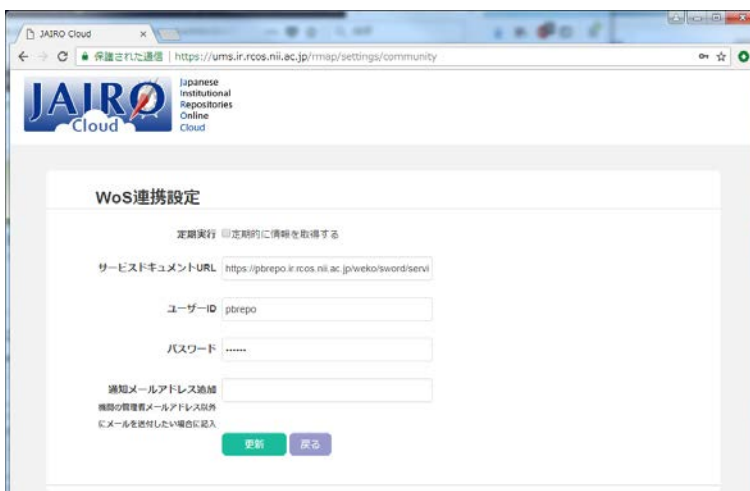 JAIRO Cloud
保護された通信 | https://ums.ir.rcos.nii.ac.jp/rmap/settings/community
JAIRO
Cloud
Japanese
Institutional
Repositories
Online
Cloud
WoS連携設定
定期実行 定期的に情報を取得する
サービスドキュメントURL https://pbrepo.ir.rcos.nii.ac.jp/weko/sword/servi
ユーザーID pbrepo
パスワード ••••••
通知メールアドレス追加
機関の管理者メールアドレス以外
にメールを送付したい場合に記入
更新 戻る